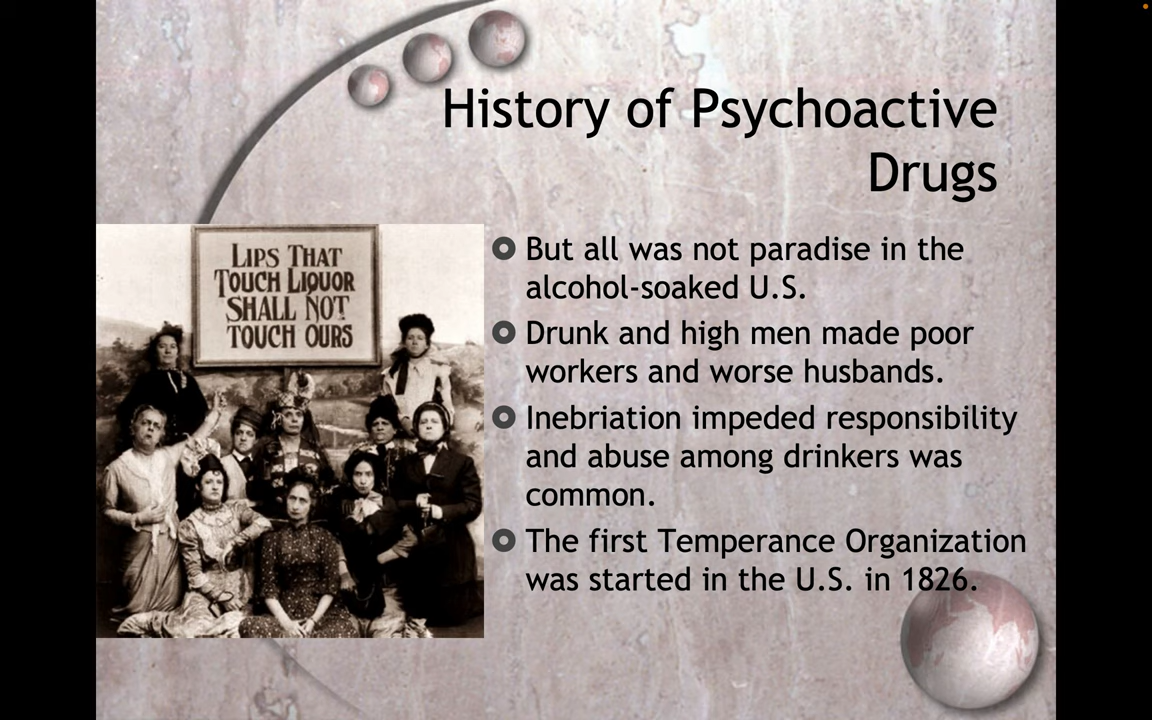 History of Psychoactive
Drugs
LIPS THAT
TOUCH LIQUOR
SHALL NOT
TOUCH OURS
But all was not paradise in the
alcohol-soaked U.S.
Drunk and high men made poor
workers and worse husbands.
Inebriation impeded responsibility
and abuse among drinkers was
common.
The first Temperance Organization
was started in the U.S. in 1826.